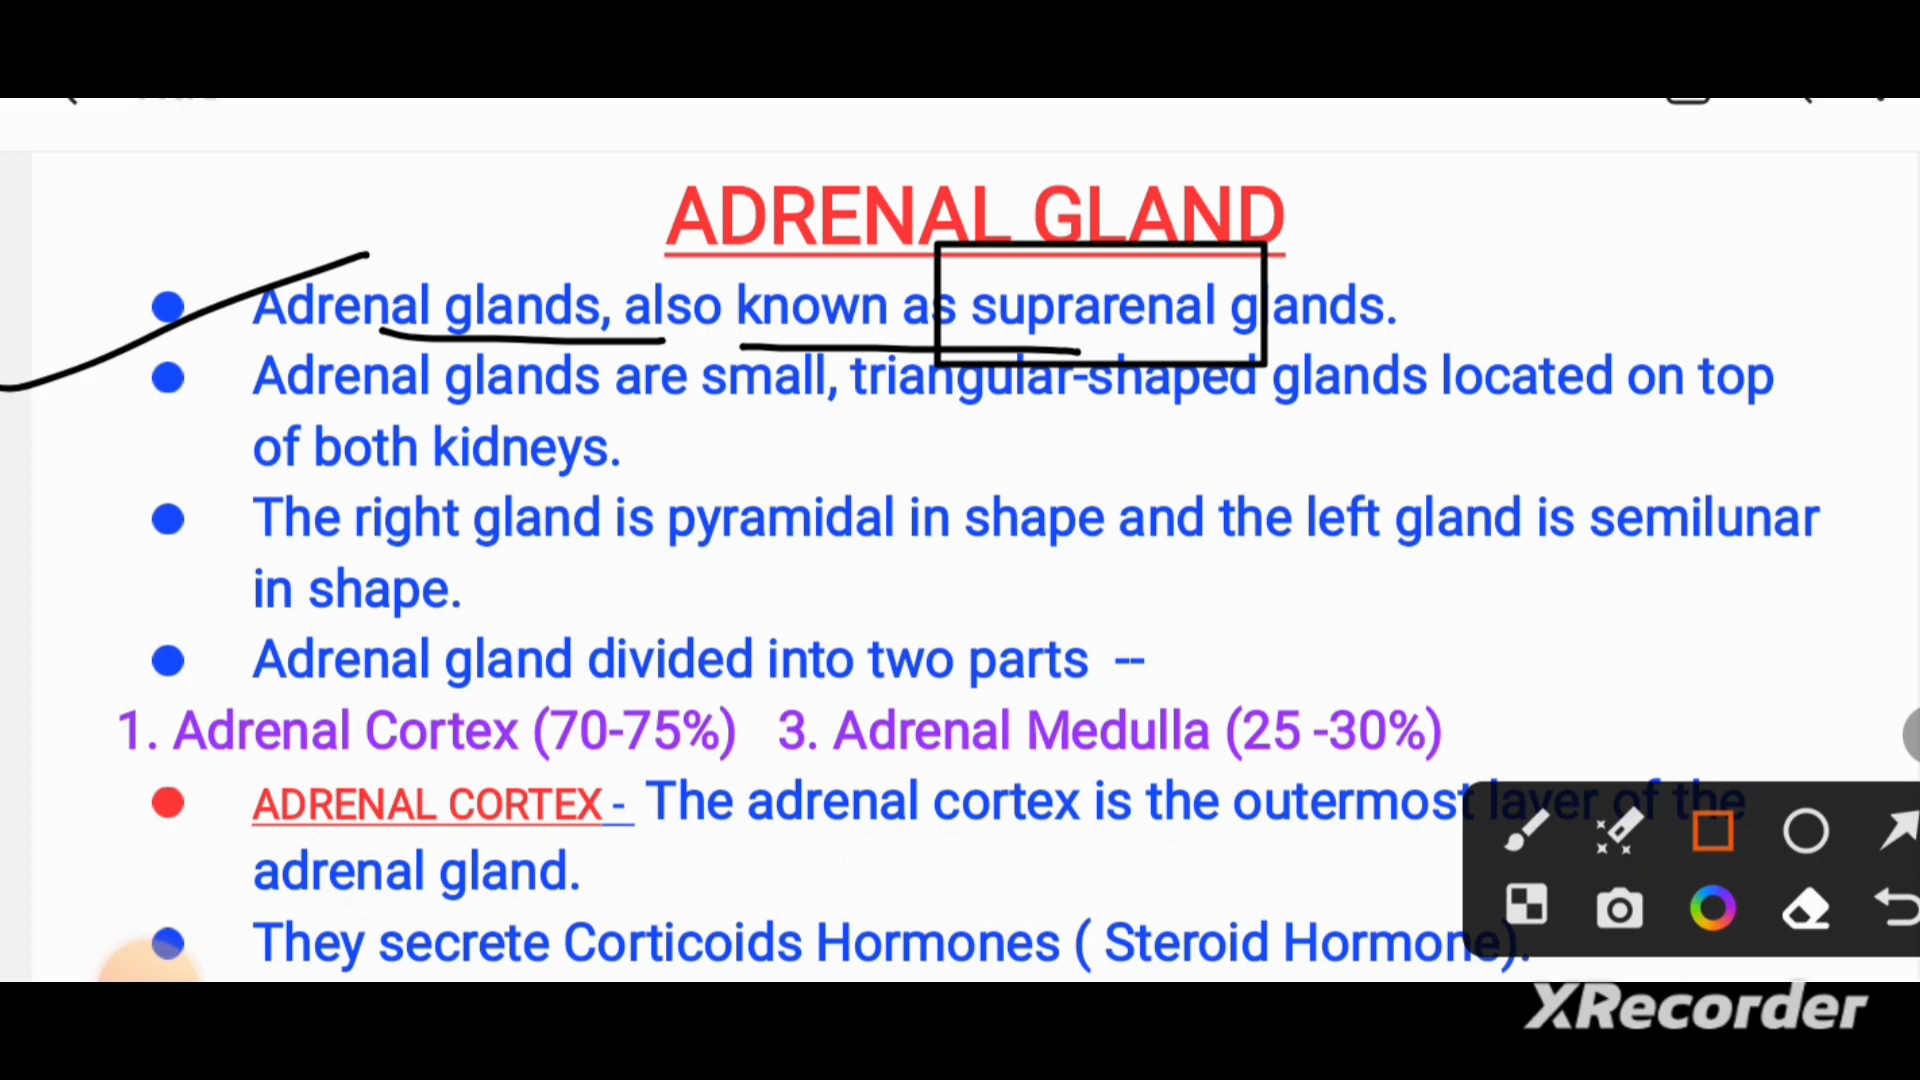 ADRENAL GLAND
● Adrenal glands, also known as suprarenal glands.
● Adrenal glands are small, triangular-shaped glands located on top
of both kidneys.
● The right gland is pyramidal in shape and the left gland is semilunar
in shape.
● Adrenal gland divided into two parts --
1. Adrenal Cortex (70-75%) 3. Adrenal Medulla (25 -30%)
● ADRENAL CORTEX - The adrenal cortex is the outermost layer of the
adrenal gland.
● They secrete Corticoids Hormones ( Steroid Hormone).
XRecorder